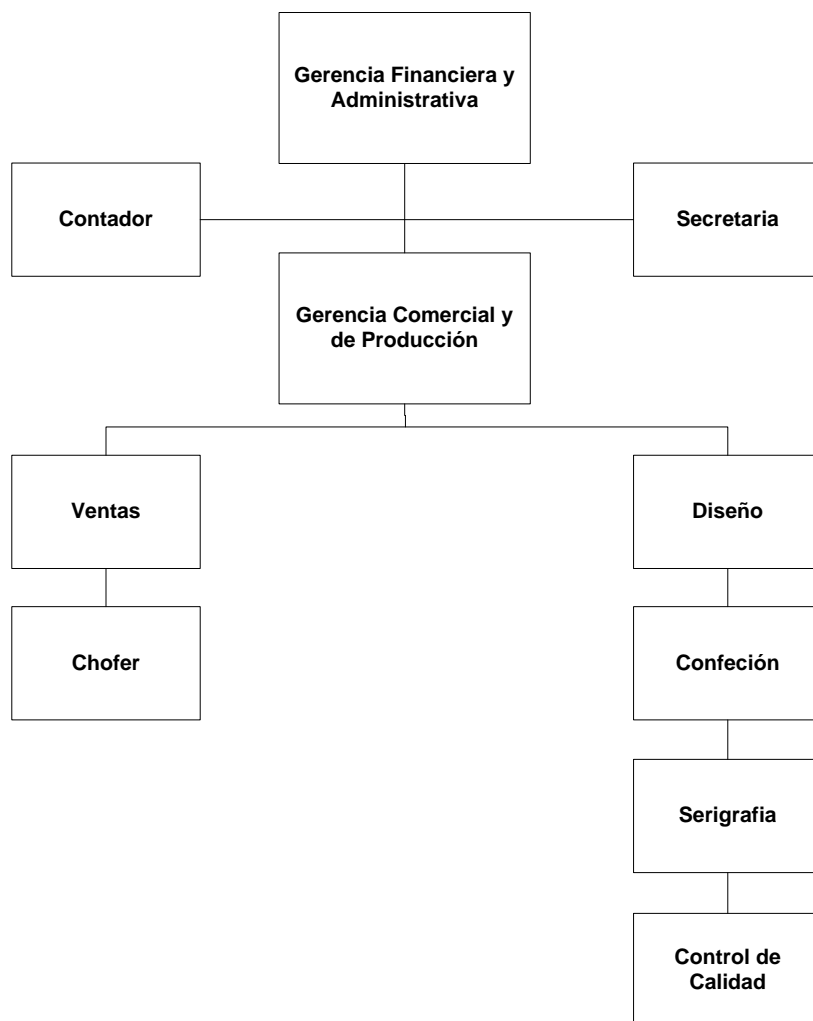 Gerencia Financiera y
Administrativa
Contador
Secretaria
Gerencia Comercial y
de Producción
Ventas
Diseño
Chofer
Confeción
Serigrafia
Control de
Calidad